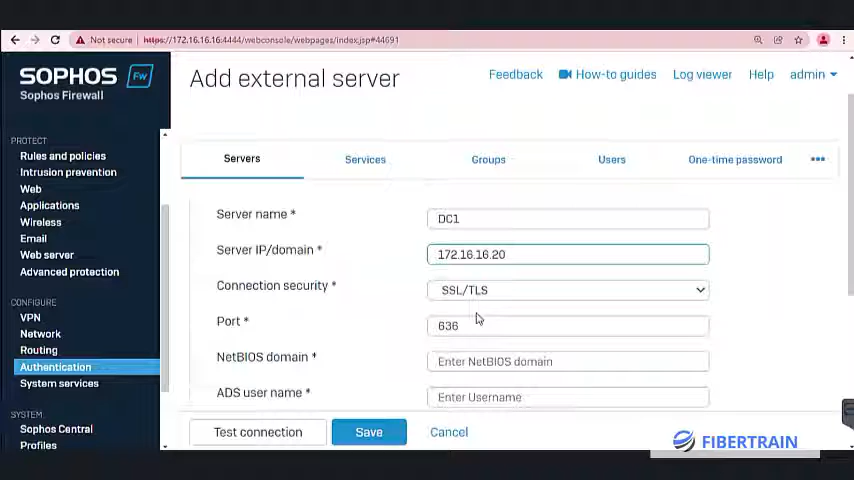 Not secure https://172.16.16.16:4444/webconsole/webpages/index.jsp#44691
SOPHOS Fw
Sophos Firewall
Add external server
Feedback How-to guides Log viewer Help admin
PROTECT
Rules and policies
Intrusion prevention
Web
Applications
Wireless
Email
Web server
Advanced protection
CONFIGURE
VPN
Network
Routing
Authentication
System services
SYSTEM
Sophos Central
Profiles
Servers Services Groups Users One-time password
Server name * DC1
Server IP/domain * 172.16.16.20
Connection security * SSL/TLS
Port * 636
NetBIOS domain * Enter NetBIOS domain
ADS user name * Enter Username
Test connection Save Cancel
FIBERTRAIN